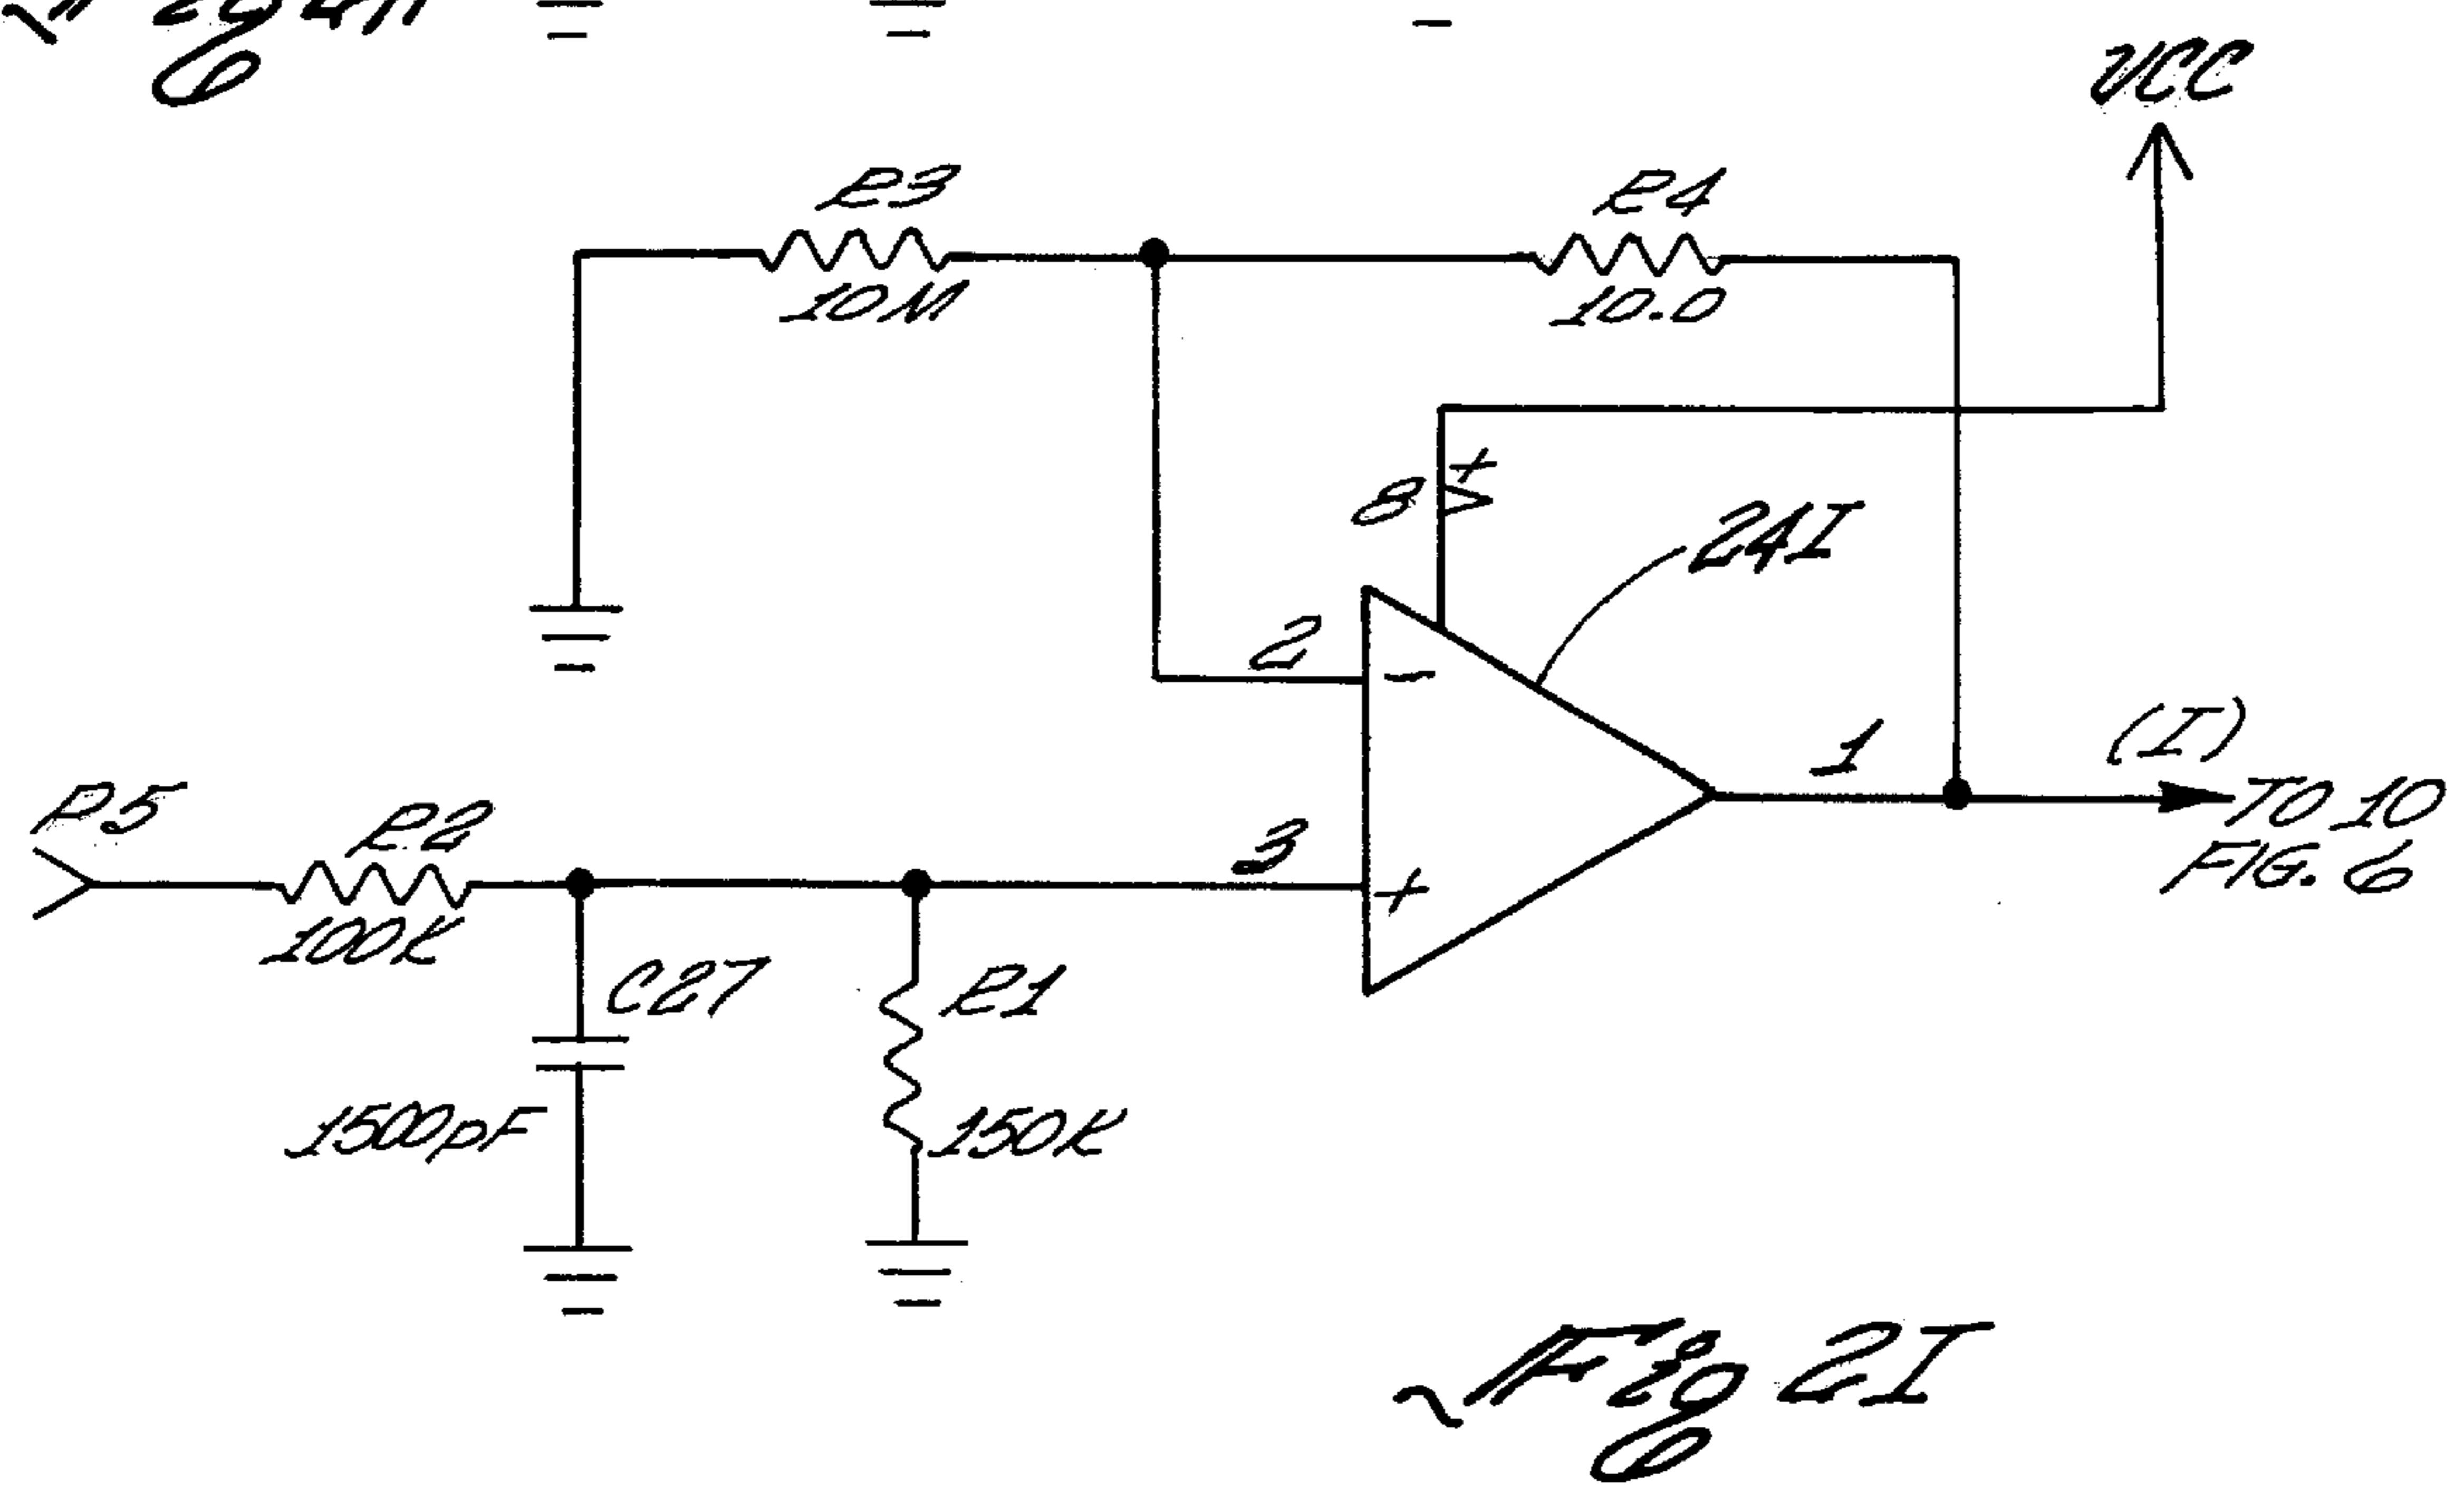 VCC
R3
10M
R4
10.0
8
V+
24I
2
-
1
(I)
TO 10
FIG. 6
P5
R2
100K
3
+
C27
1500pF
R1
150K
Fig 2I